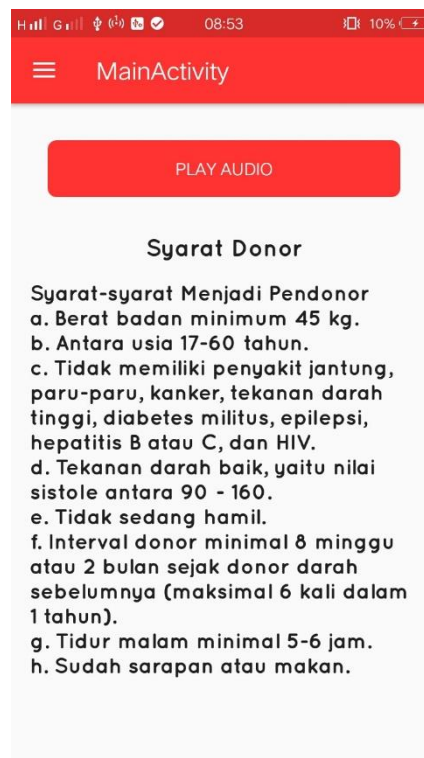 H G 08:53 10%
MainActivity
PLAY AUDIO
Syarat Donor
Syarat-syarat Menjadi Pendonor
a. Berat badan minimum 45 kg.
b. Antara usia 17-60 tahun.
c. Tidak memiliki penyakit jantung,
paru-paru, kanker, tekanan darah
tinggi, diabetes militus, epilepsi,
hepatitis B atau C, dan HIV.
d. Tekanan darah baik, yaitu nilai
sistole antara 90 - 160.
e. Tidak sedang hamil.
f. Interval donor minimal 8 minggu
atau 2 bulan sejak donor darah
sebelumnya (maksimal 6 kali dalam
1 tahun).
g. Tidur malam minimal 5-6 jam.
h. Sudah sarapan atau makan.